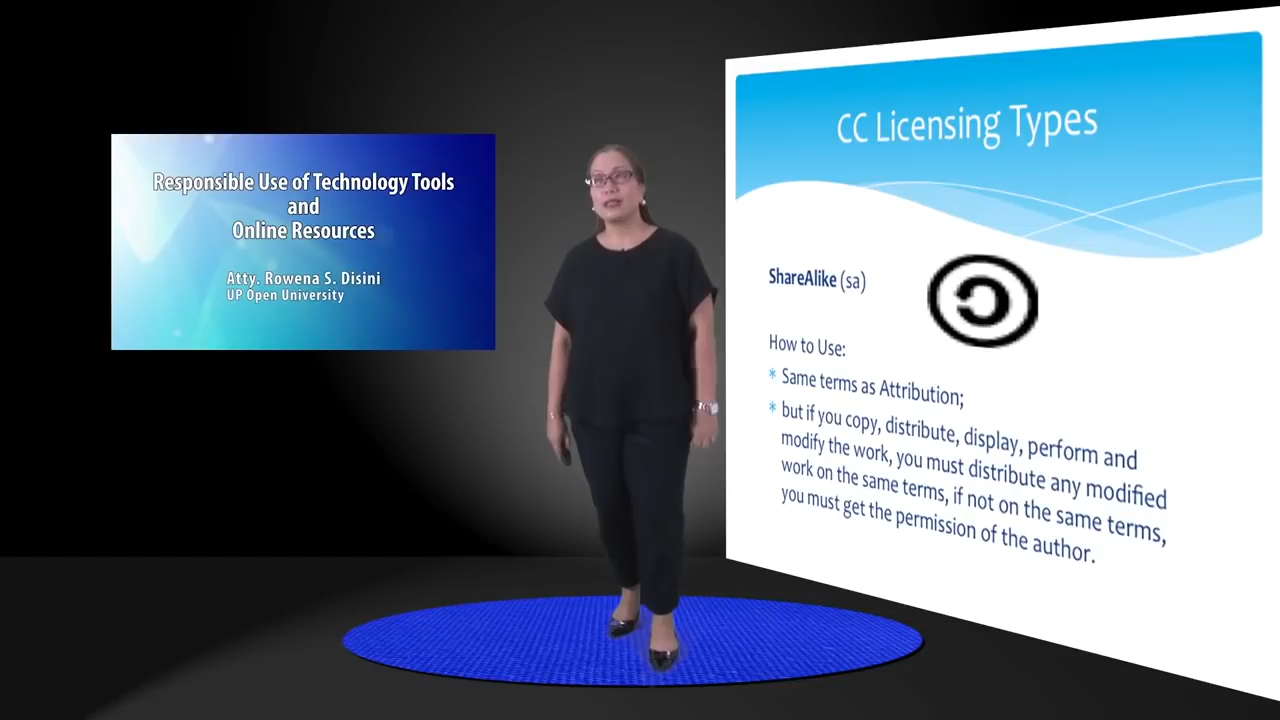 Responsible Use of Technology Tools
and
Online Resources
Atty. Rowena S. Disini
UP Open University
CC Licensing Types
ShareAlike (sa)
How to Use:
* Same terms as Attribution;
* but if you copy, distribute, display, perform and
modify the work, you must distribute any modified
work on the same terms, if not on the same terms,
you must get the permission of the author.